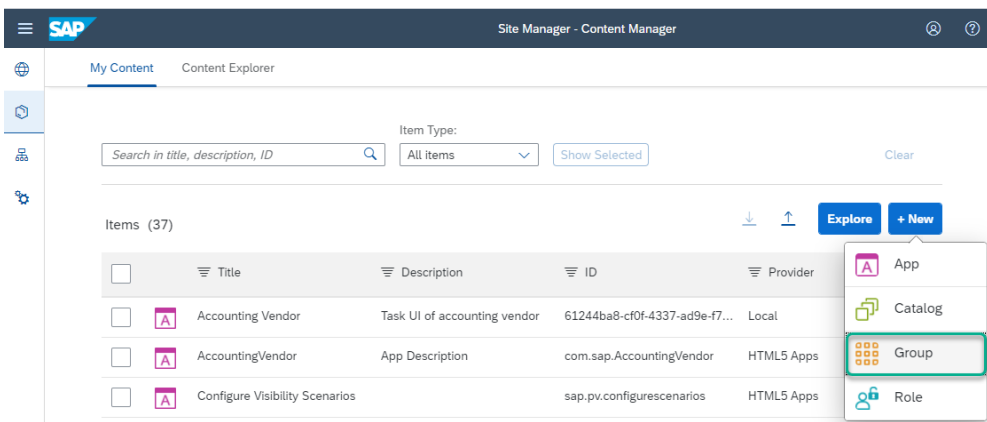 SAP Site Manager - Content Manager
My Content Content Explorer
Item Type:
Search in title, description, ID All items Show Selected Clear
Items (37) Explore + New
Title Description ID Provider
A Accounting Vendor Task UI of accounting vendor 61244ba8-cf0f-4337-ad9e-f7... Local
A AccountingVendor App Description com.sap.AccountingVendor HTML5 Apps
A Configure Visibility Scenarios sap.pv.configurescenarios HTML5 Apps
A App
Catalog
Group
Role